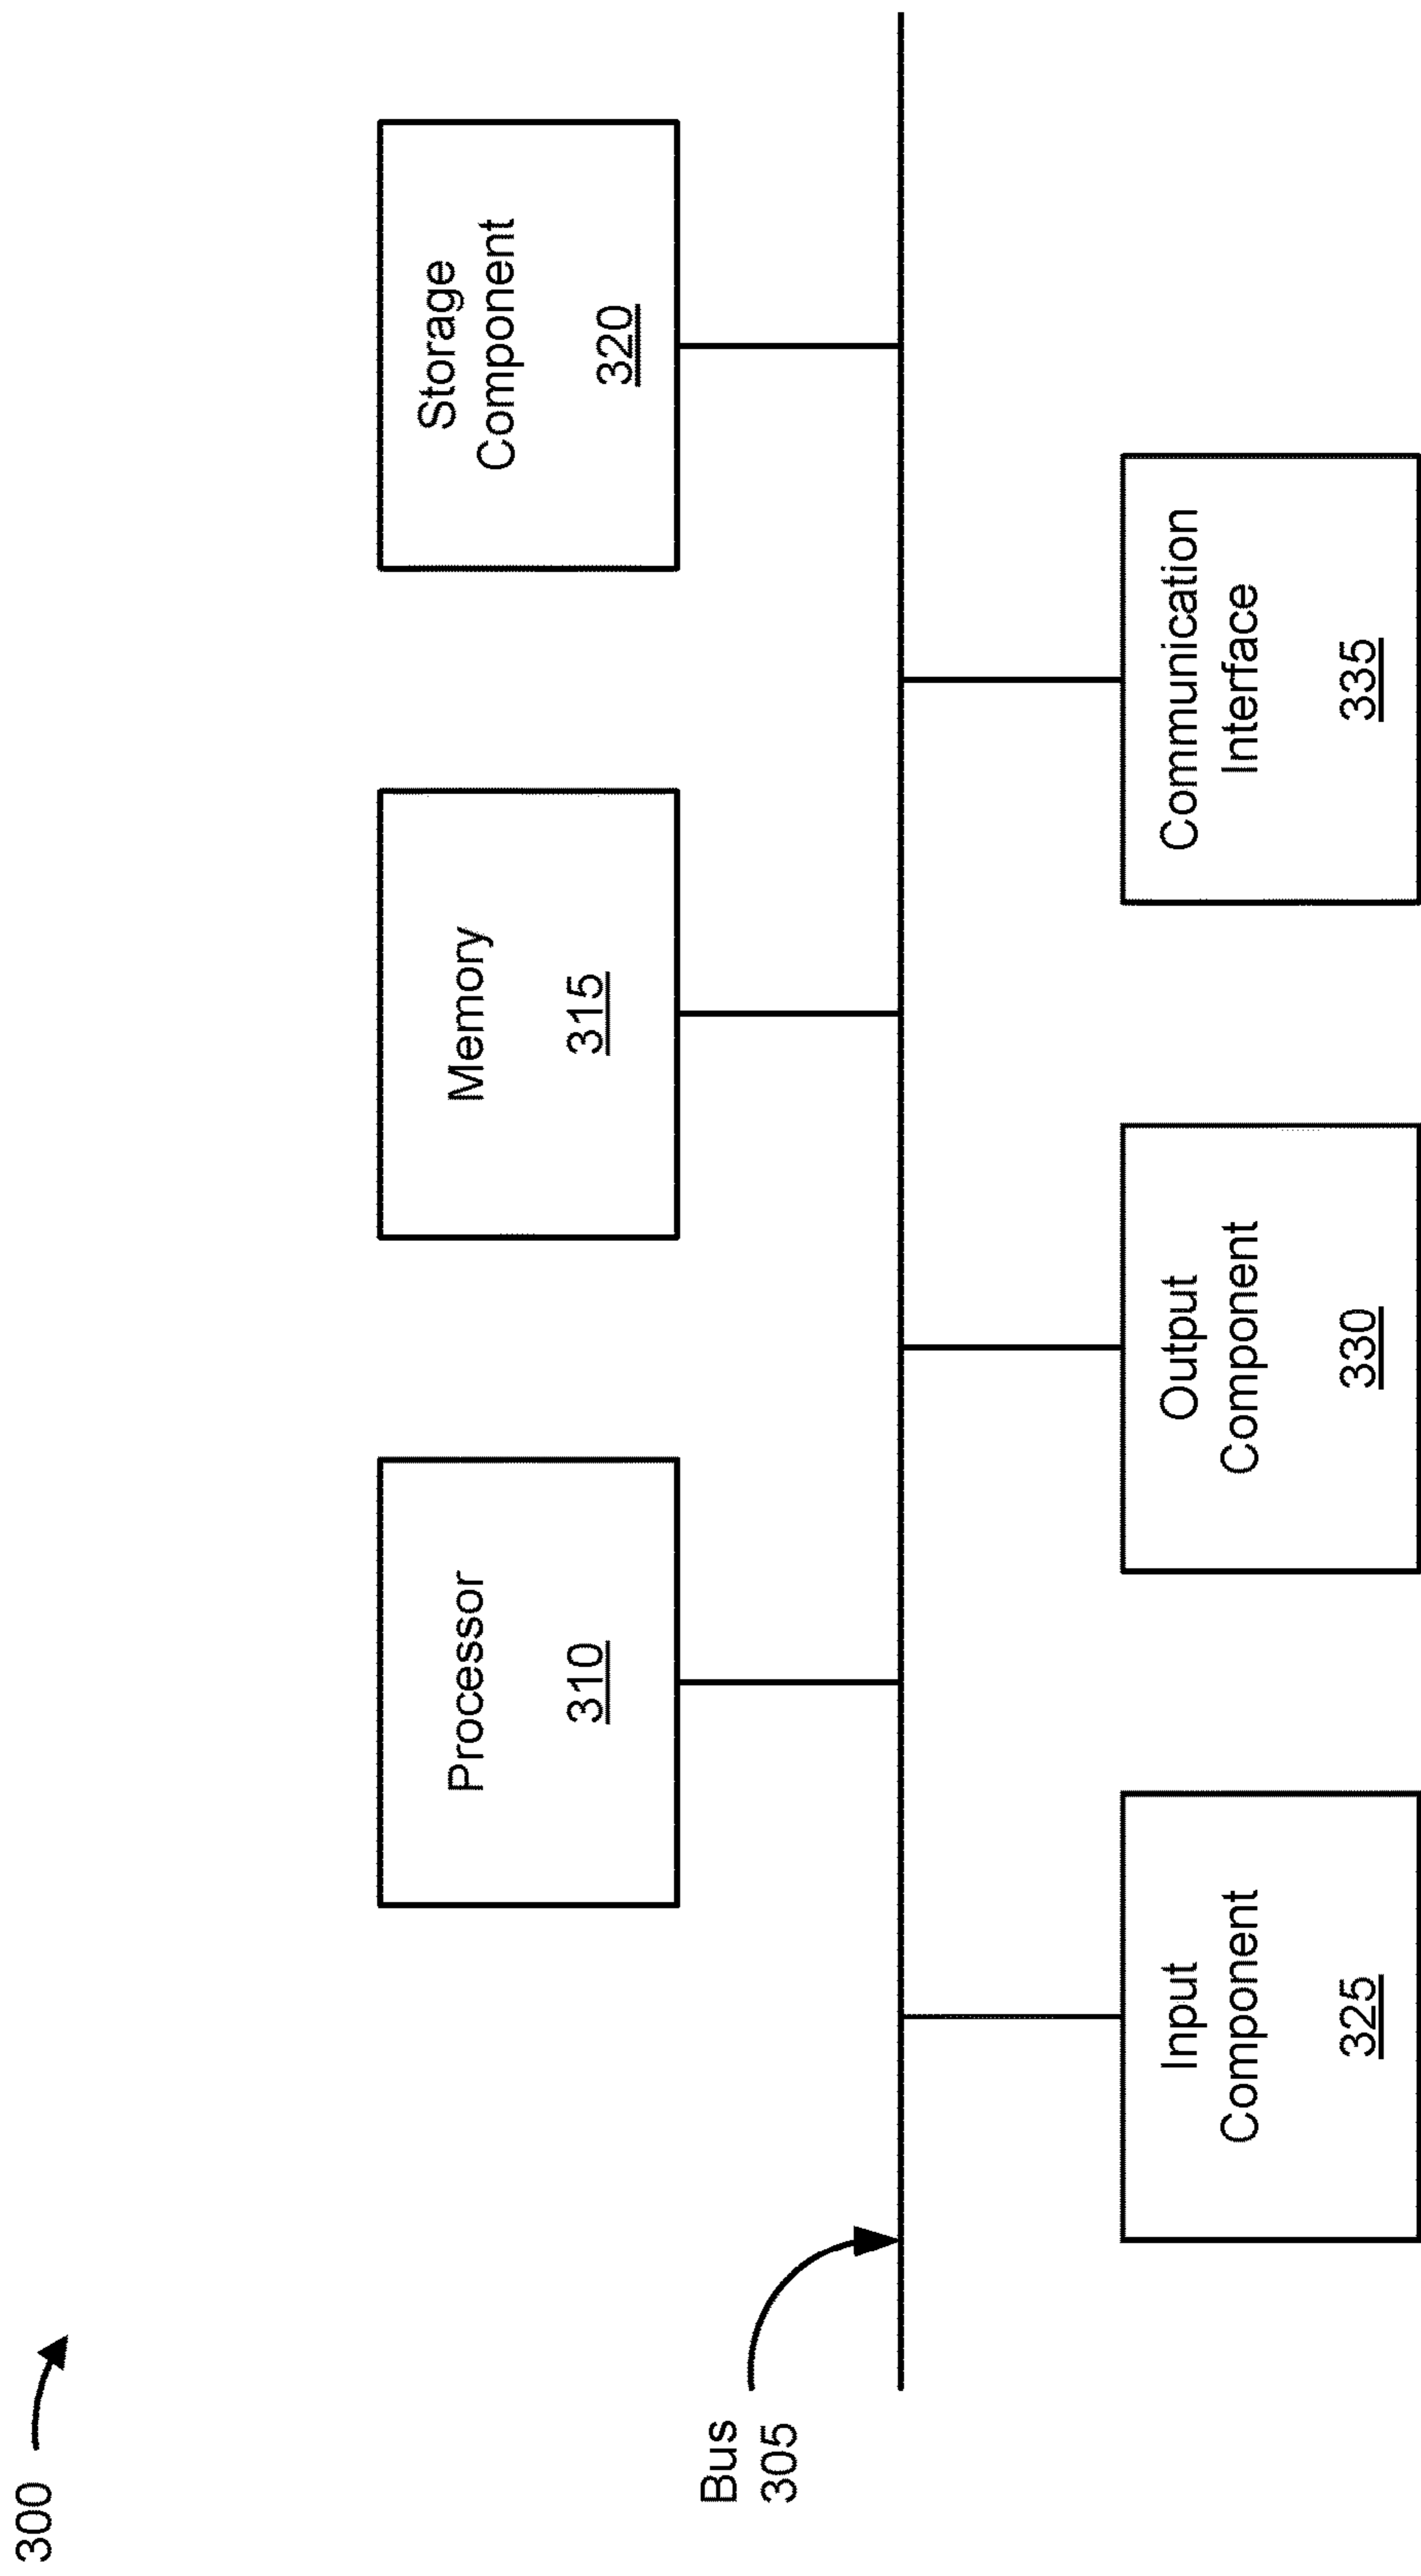 300
Processor
310
Memory
315
Storage
Component
320
Bus
305
Input
Component
325
Output
Component
330
Communication
Interface
335